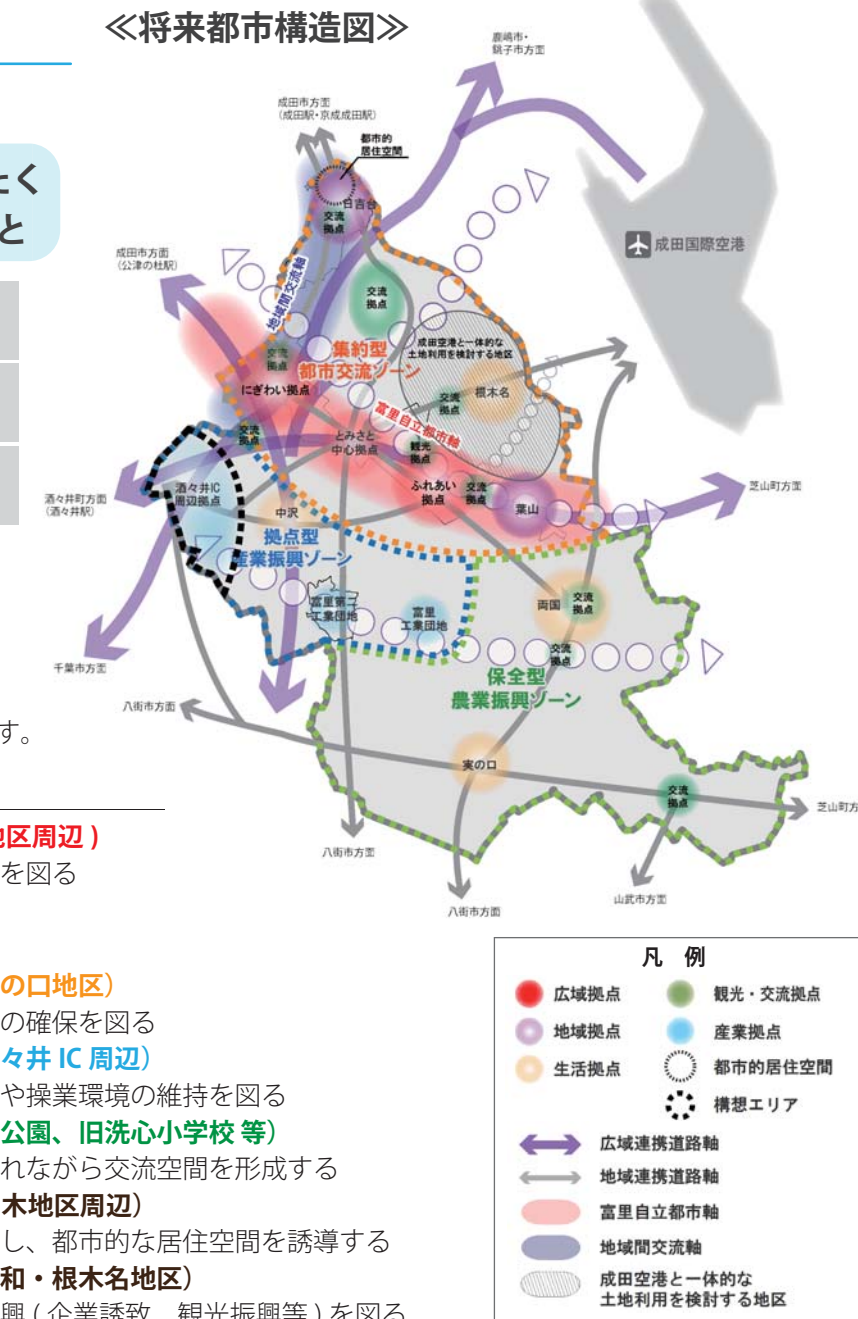 ≪将来都市構造図≫
く
と
鹿嶋市・
銚子市方面
成田市方面
(成田駅・京成成田駅)
都市的
居住空間
日吉台
交流
拠点
成田国際空港
成田市方面
(公津の杜駅)
地域間交流軸
交流
拠点
成田空港と一体的な
土地利用を検討する地区
集約型
都市交流ゾーン
交流
拠点
にぎわい拠点
根木名
交流
拠点
富里自立都市軸
とみさと
中心拠点
観光
拠点
交流
拠点
ふれあい
拠点
交流
拠点
葉山
芝山町方面
酒々井町方面
(酒々井駅)
酒々井IC
周辺拠点
中沢
拠点型
産業振興ゾーン
富里第二
工業団地
富里
工業団地
両国
交流
拠点
交流
拠点
千葉市方面
保全型
農業振興ゾーン
八街市方面
実の口
交流
拠点
芝山町方
八街市方面
八街市方面
山武市方面
す。
区周辺 )
を図る
の口地区）
の確保を図る
々井 IC 周辺）
や操業環境の維持を図る
公園、旧洗心小学校 等）
れながら交流空間を形成する
木地区周辺）
し、都市的な居住空間を誘導する
和・根木名地区）
興 ( 企業誘致、観光振興等 ) を図る
凡 例
広域拠点
観光・交流拠点
地域拠点
産業拠点
生活拠点
都市的居住空間
構想エリア
広域連携道路軸
地域連携道路軸
富里自立都市軸
地域間交流軸
成田空港と一体的な
土地利用を検討する地区